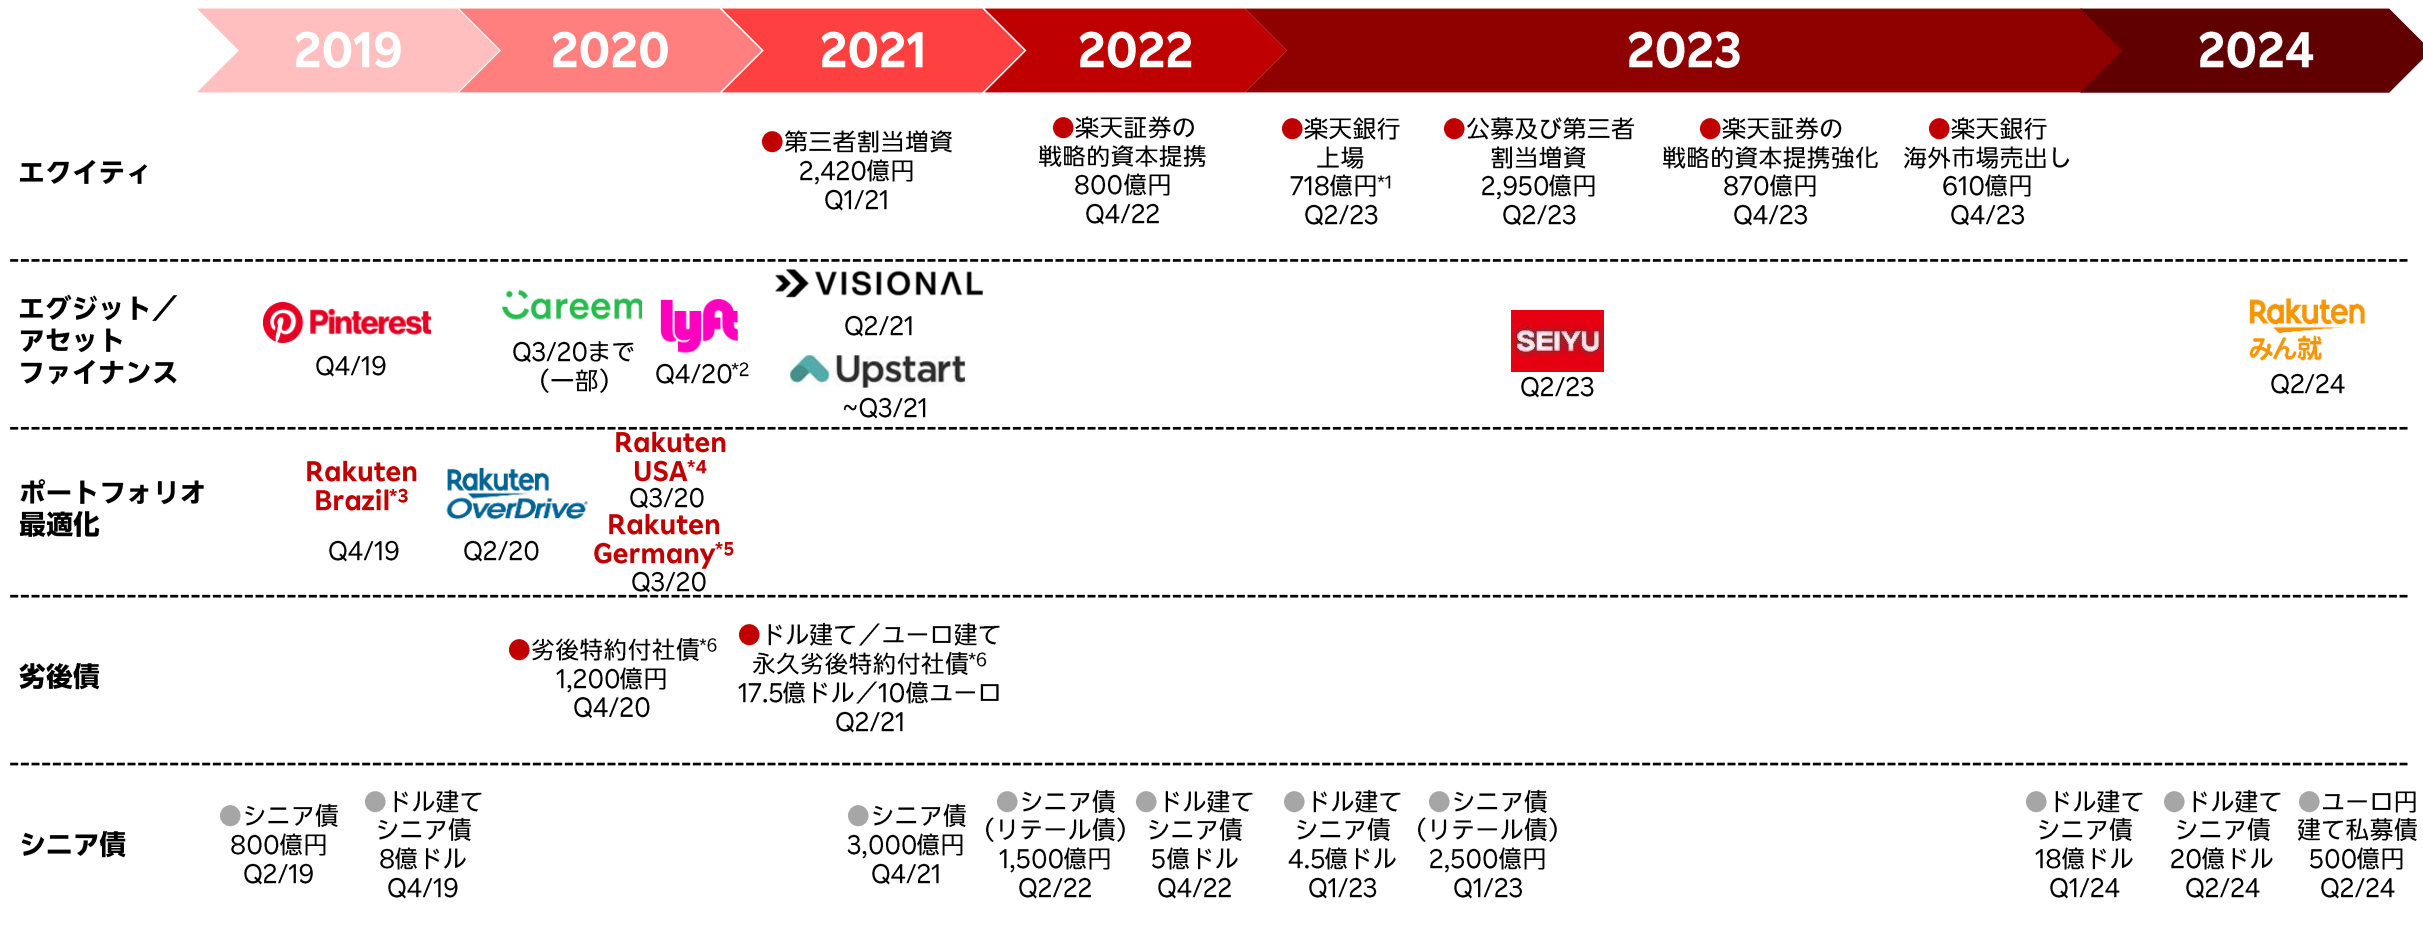 2019
2020
2021
2022
2023
2024
エクイティ
●第三者割当増資
2,420億円
Q1/21
●楽天証券の
戦略的資本提携
800億円
Q4/22
●楽天銀行
上場
718億円*1
Q2/23
●公募及び第三者
割当増資
2,950億円
Q2/23
●楽天証券の
戦略的資本提携強化
870億円
Q4/23
●楽天銀行
海外市場売出し
610億円
Q4/23
エグジット／
アセット
ファイナンス
Pinterest
Q4/19
Careem
Q3/20まで
（一部）
lyft
Q4/20*2
VISIONAL
Q2/21
Upstart
~Q3/21
SEIYU
Q2/23
Rakuten
みん就
Q2/24
ポートフォリオ
最適化
Rakuten
Brazil*3
Q4/19
Rakuten
OverDrive
Q2/20
Rakuten
USA*4
Q3/20
Rakuten
Germany*5
Q3/20
劣後債
●劣後特約付社債*6
1,200億円
Q4/20
●ドル建て／ユーロ建て
永久劣後特約付社債*6
17.5億ドル／10億ユーロ
Q2/21
シニア債
●シニア債
800億円
Q2/19
●ドル建て
シニア債
8億ドル
Q4/19
●シニア債
3,000億円
Q4/21
●シニア債
（リテール債）
1,500億円
Q2/22
●ドル建て
シニア債
5億ドル
Q4/22
●ドル建て
シニア債
4.5億ドル
Q1/23
●シニア債
（リテール債）
2,500億円
Q1/23
●ドル建て
シニア債
18億ドル
Q1/24
●ドル建て
シニア債
20億ドル
Q2/24
●ユーロ円
建て私募債
500億円
Q2/24